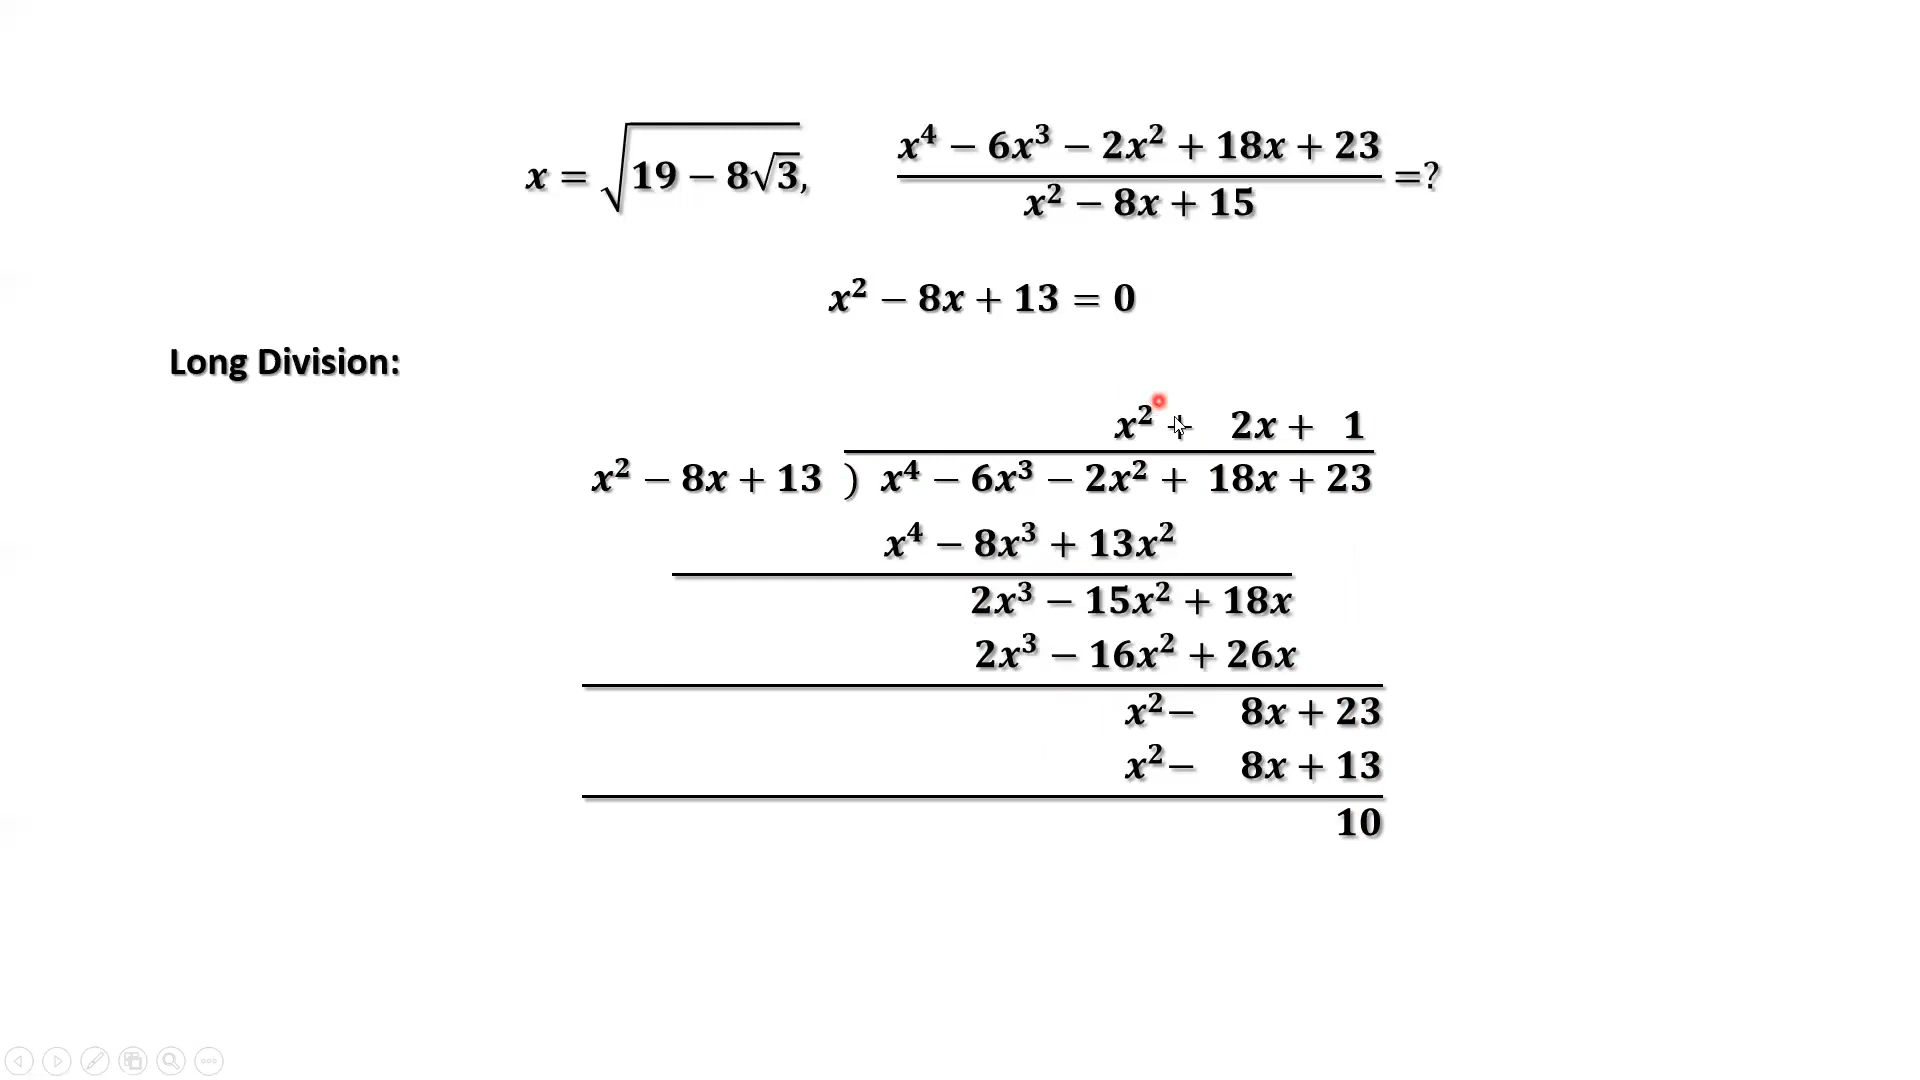 x = √(19 − 8√3), (x⁴ − 6x³ − 2x² + 18x + 23)/(x² − 8x + 15) =?
x² − 8x + 13 = 0
Long Division:
x² + 2x + 1
x² − 8x + 13 ) x⁴ − 6x³ − 2x² + 18x + 23
x⁴ − 8x³ + 13x²
2x³ − 15x² + 18x
2x³ − 16x² + 26x
x² − 8x + 23
x² − 8x + 13
10